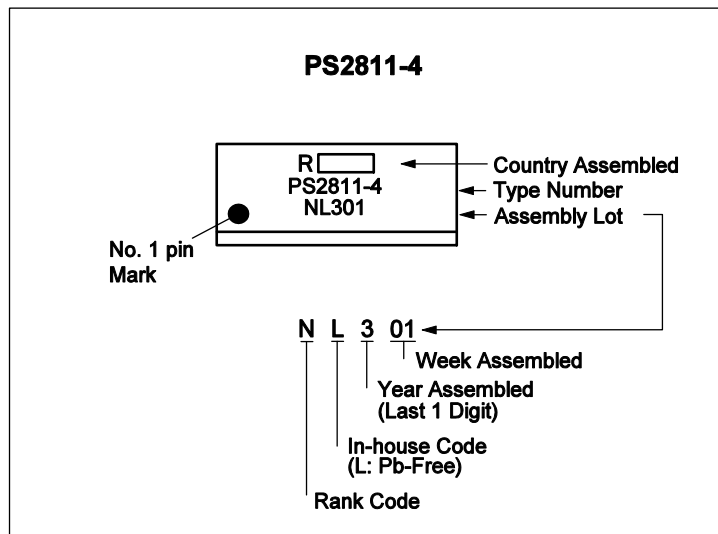 PS2811-4
R
Country Assembled
PS2811-4
Type Number
NL301
Assembly Lot
No. 1 pin
Mark
N L 3 01
Week Assembled
Year Assembled
(Last 1 Digit)
In-house Code
(L: Pb-Free)
Rank Code